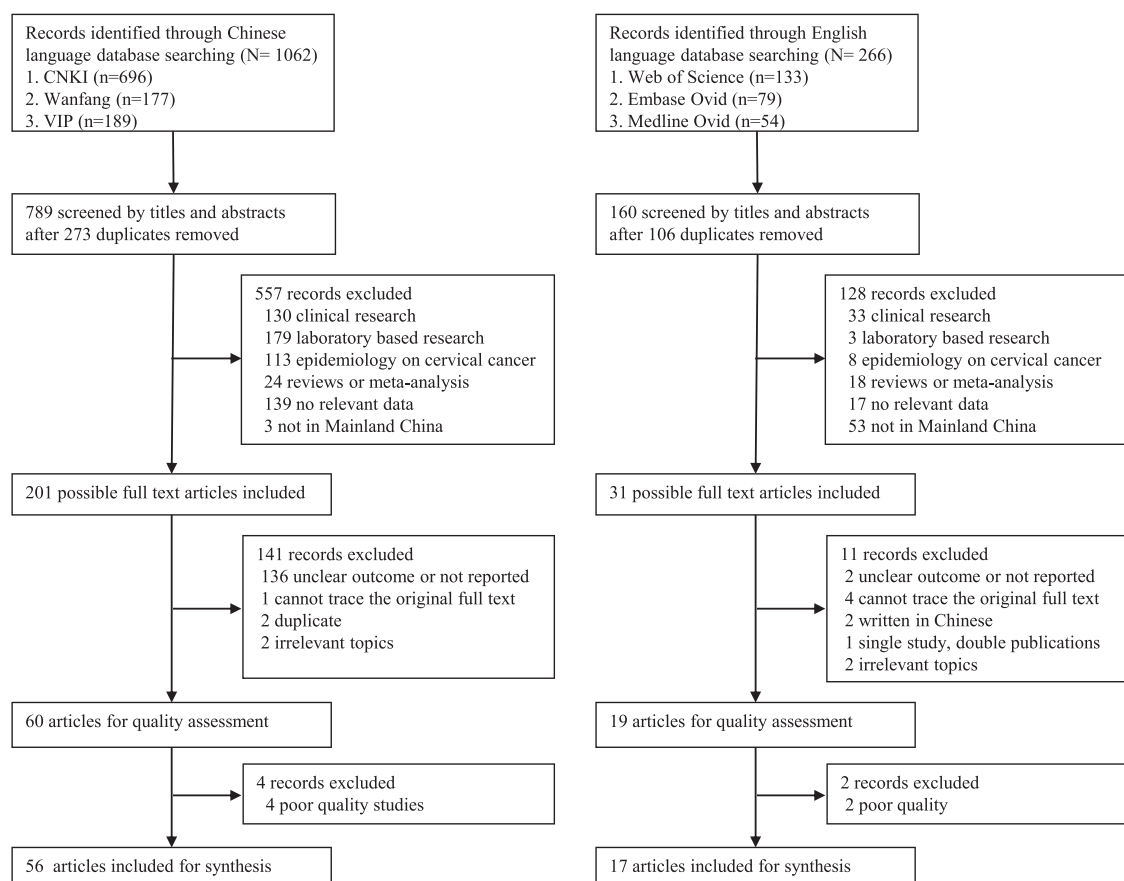 Records identified through Chinese
language database searching (N= 1062)
1. CNKI (n=696)
2. Wanfang (n=177)
3. VIP (n=189)
789 screened by titles and abstracts
after 273 duplicates removed
557 records excluded
130 clinical research
179 laboratory based research
113 epidemiology on cervical cancer
24 reviews or meta-analysis
139 no relevant data
3 not in Mainland China
201 possible full text articles included
141 records excluded
136 unclear outcome or not reported
1 cannot trace the original full text
2 duplicate
2 irrelevant topics
60 articles for quality assessment
4 records excluded
4 poor quality studies
56 articles included for synthesis
Records identified through English
language database searching (N= 266)
1. Web of Science (n=133)
2. Embase Ovid (n=79)
3. Medline Ovid (n=54)
160 screened by titles and abstracts
after 106 duplicates removed
128 records excluded
33 clinical research
3 laboratory based research
8 epidemiology on cervical cancer
18 reviews or meta-analysis
17 no relevant data
53 not in Mainland China
31 possible full text articles included
11 records excluded
2 unclear outcome or not reported
4 cannot trace the original full text
2 written in Chinese
1 single study, double publications
2 irrelevant topics
19 articles for quality assessment
2 records excluded
2 poor quality
17 articles included for synthesis